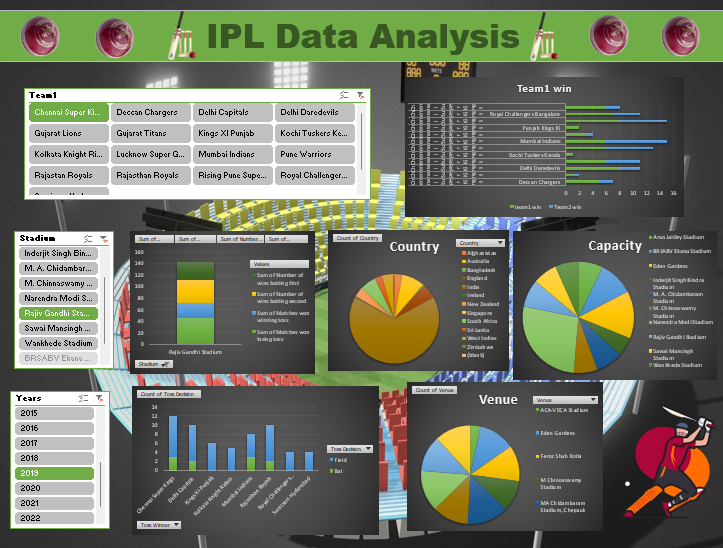 IPL Data Analysis
Team1
Chennai Super Ki...
Deccan Chargers
Delhi Capitals
Delhi Daredevils
Gujarat Lions
Gujarat Titans
Kings XI Punjab
Kochi Tuskers Ke...
Kolkata Knight Ri...
Lucknow Super G...
Mumbai Indians
Pune Warriors
Rajastan Royals
Rajasthan Royals
Rising Pune Supe...
Royal Challenger...
Team1 win
Royal Challengers Bangalore
Punjab Kings XI
Mumbai Indians
Kochi Tuskers Kerala
Delhi Daredevils
Deccan Chargers
0 2 4 6 8 10 12 14 16
team1 win
Team2 win
Stadium
Inderjit Singh Bin...
M. A. Chidambar...
M. Chinnaswamy ...
Narendra Modi S...
Rajiv Gandhi Sta...
Sawai Mansingh ...
Wankhede Stadium
BRSABV Ekana ...
Sum of...
Sum of...
Sum of Number...
Sum of...
160
140
120
100
80
60
40
20
0
Rajiv Gandhi Stadium
Values
Sum of Number of
wins batting first
Sum of Number of
wins batting second
Sum of Matches won
winning toss
Sum of Matches won
losing toss
Stadium
Count of Country
Country
Country
Afghanistan
Australia
Bangladesh
England
India
Ireland
New Zealand
Singapore
South Africa
Sri Lanka
West Indies
Zimbabwe
(blank)
Capacity
Arun Jaitley Stadium
BRSABV Ekana Stadium
Eden Gardens
Inderjit Singh Bindra
Stadium
M. A. Chidambaram
Stadium
M. Chinnaswamy
Stadium
Narendra Modi Stadium
Rajiv Gandhi Stadium
Sawai Mansingh
Stadium
Wankhede Stadium
Years
2015
2016
2017
2018
2019
2020
2021
2022
Count of Toss Decision
14
12
10
8
6
4
2
0
Chennai Super Kings
Delhi Capitals
Kings XI Punjab
Kolkata Knight Riders
Mumbai Indians
Rajasthan Royals
Royal Challengers...
Sunrisers Hyderabad
Toss Decision
Field
Bat
Toss Winner
Count of Venue
Venue
Venue
ACA-VDCA Stadium
Eden Gardens
Feroz Shah Kotla
M Chinnaswamy
Stadium
MA Chidambaram
Stadium, Chepauk